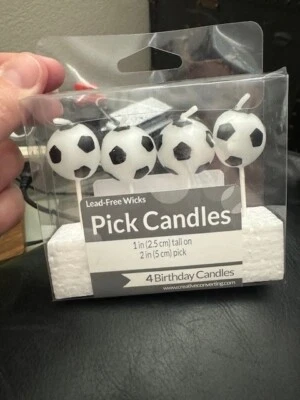 Lead-Free Wicks
Pick Candles
1 in (2.5 cm) tall on
2 in (5 cm) pick
4 Birthday Candles
www.creativeconverting.com